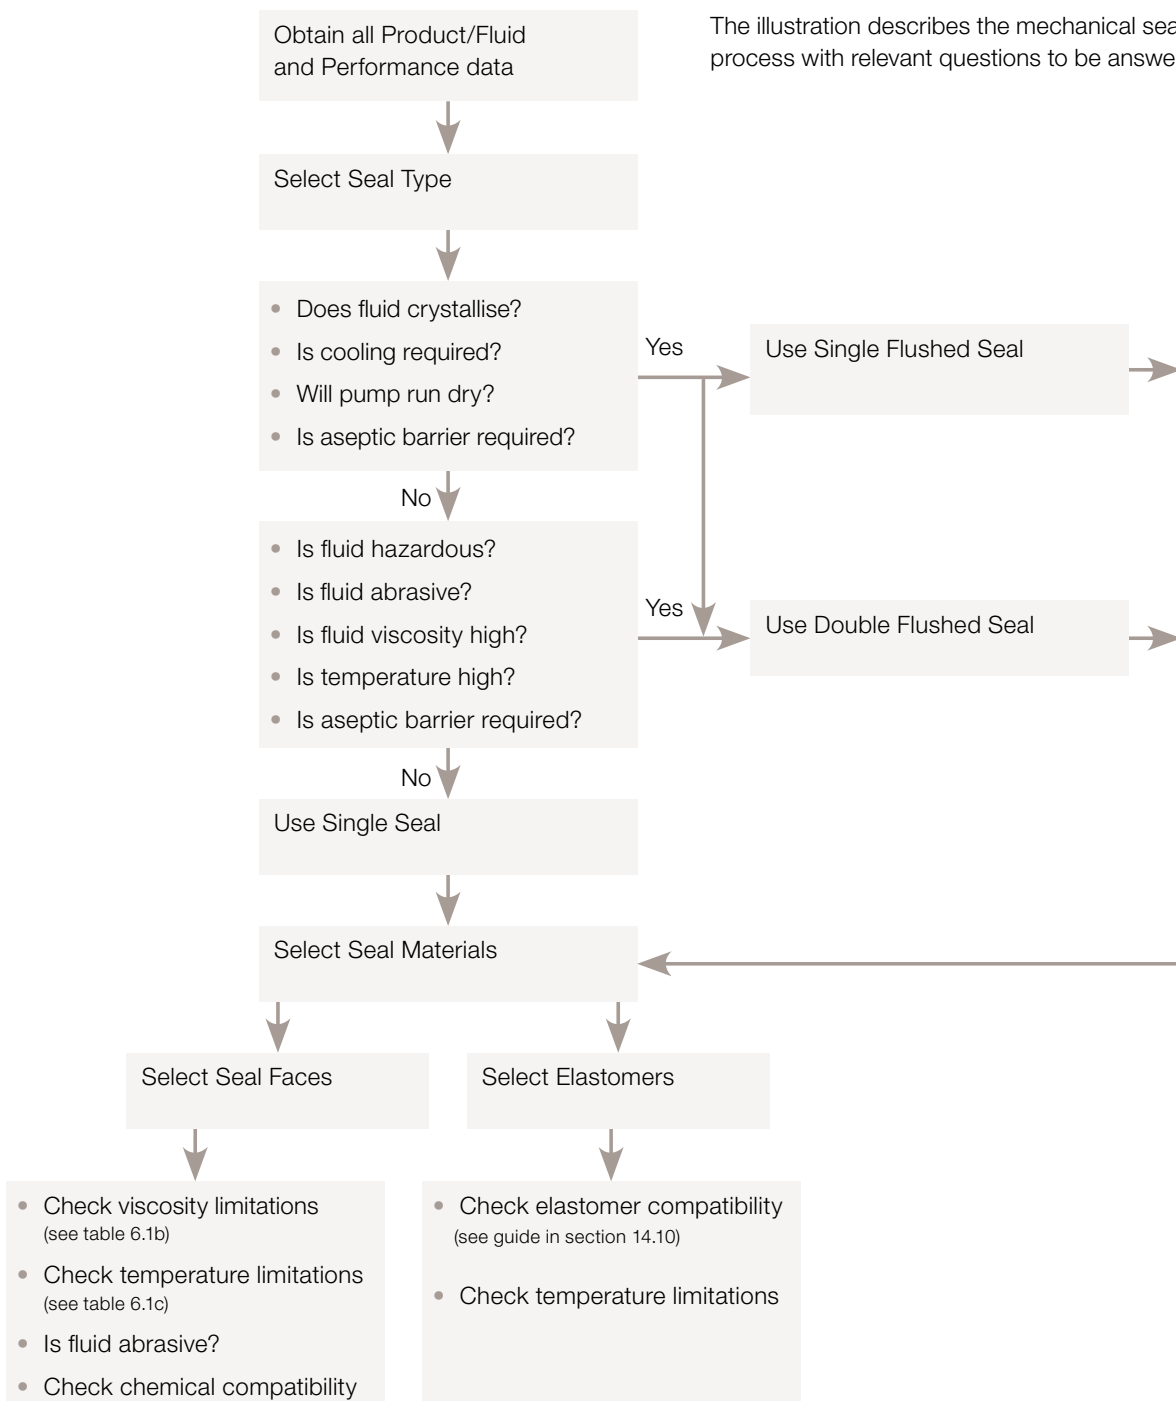 Obtain all Product/Fluid
and Performance data
The illustration describes the mechanical
process with relevant questions to be
Select Seal Type
• Does fluid crystallise?
• Is cooling required?
• Will pump run dry?
• Is aseptic barrier required?
Yes
Use Single Flushed Seal
No
• Is fluid hazardous?
• Is fluid abrasive?
• Is fluid viscosity high?
• Is temperature high?
• Is aseptic barrier required?
Yes
Use Double Flushed Seal
No
Use Single Seal
Select Seal Materials
Select Seal Faces
Select Elastomers
• Check viscosity limitations
(see table 6.1b)
• Check temperature limitations
(see table 6.1c)
• Is fluid abrasive?
• Check chemical compatibility
• Check elastomer compatibility
(see guide in section 14.10)
• Check temperature limitations